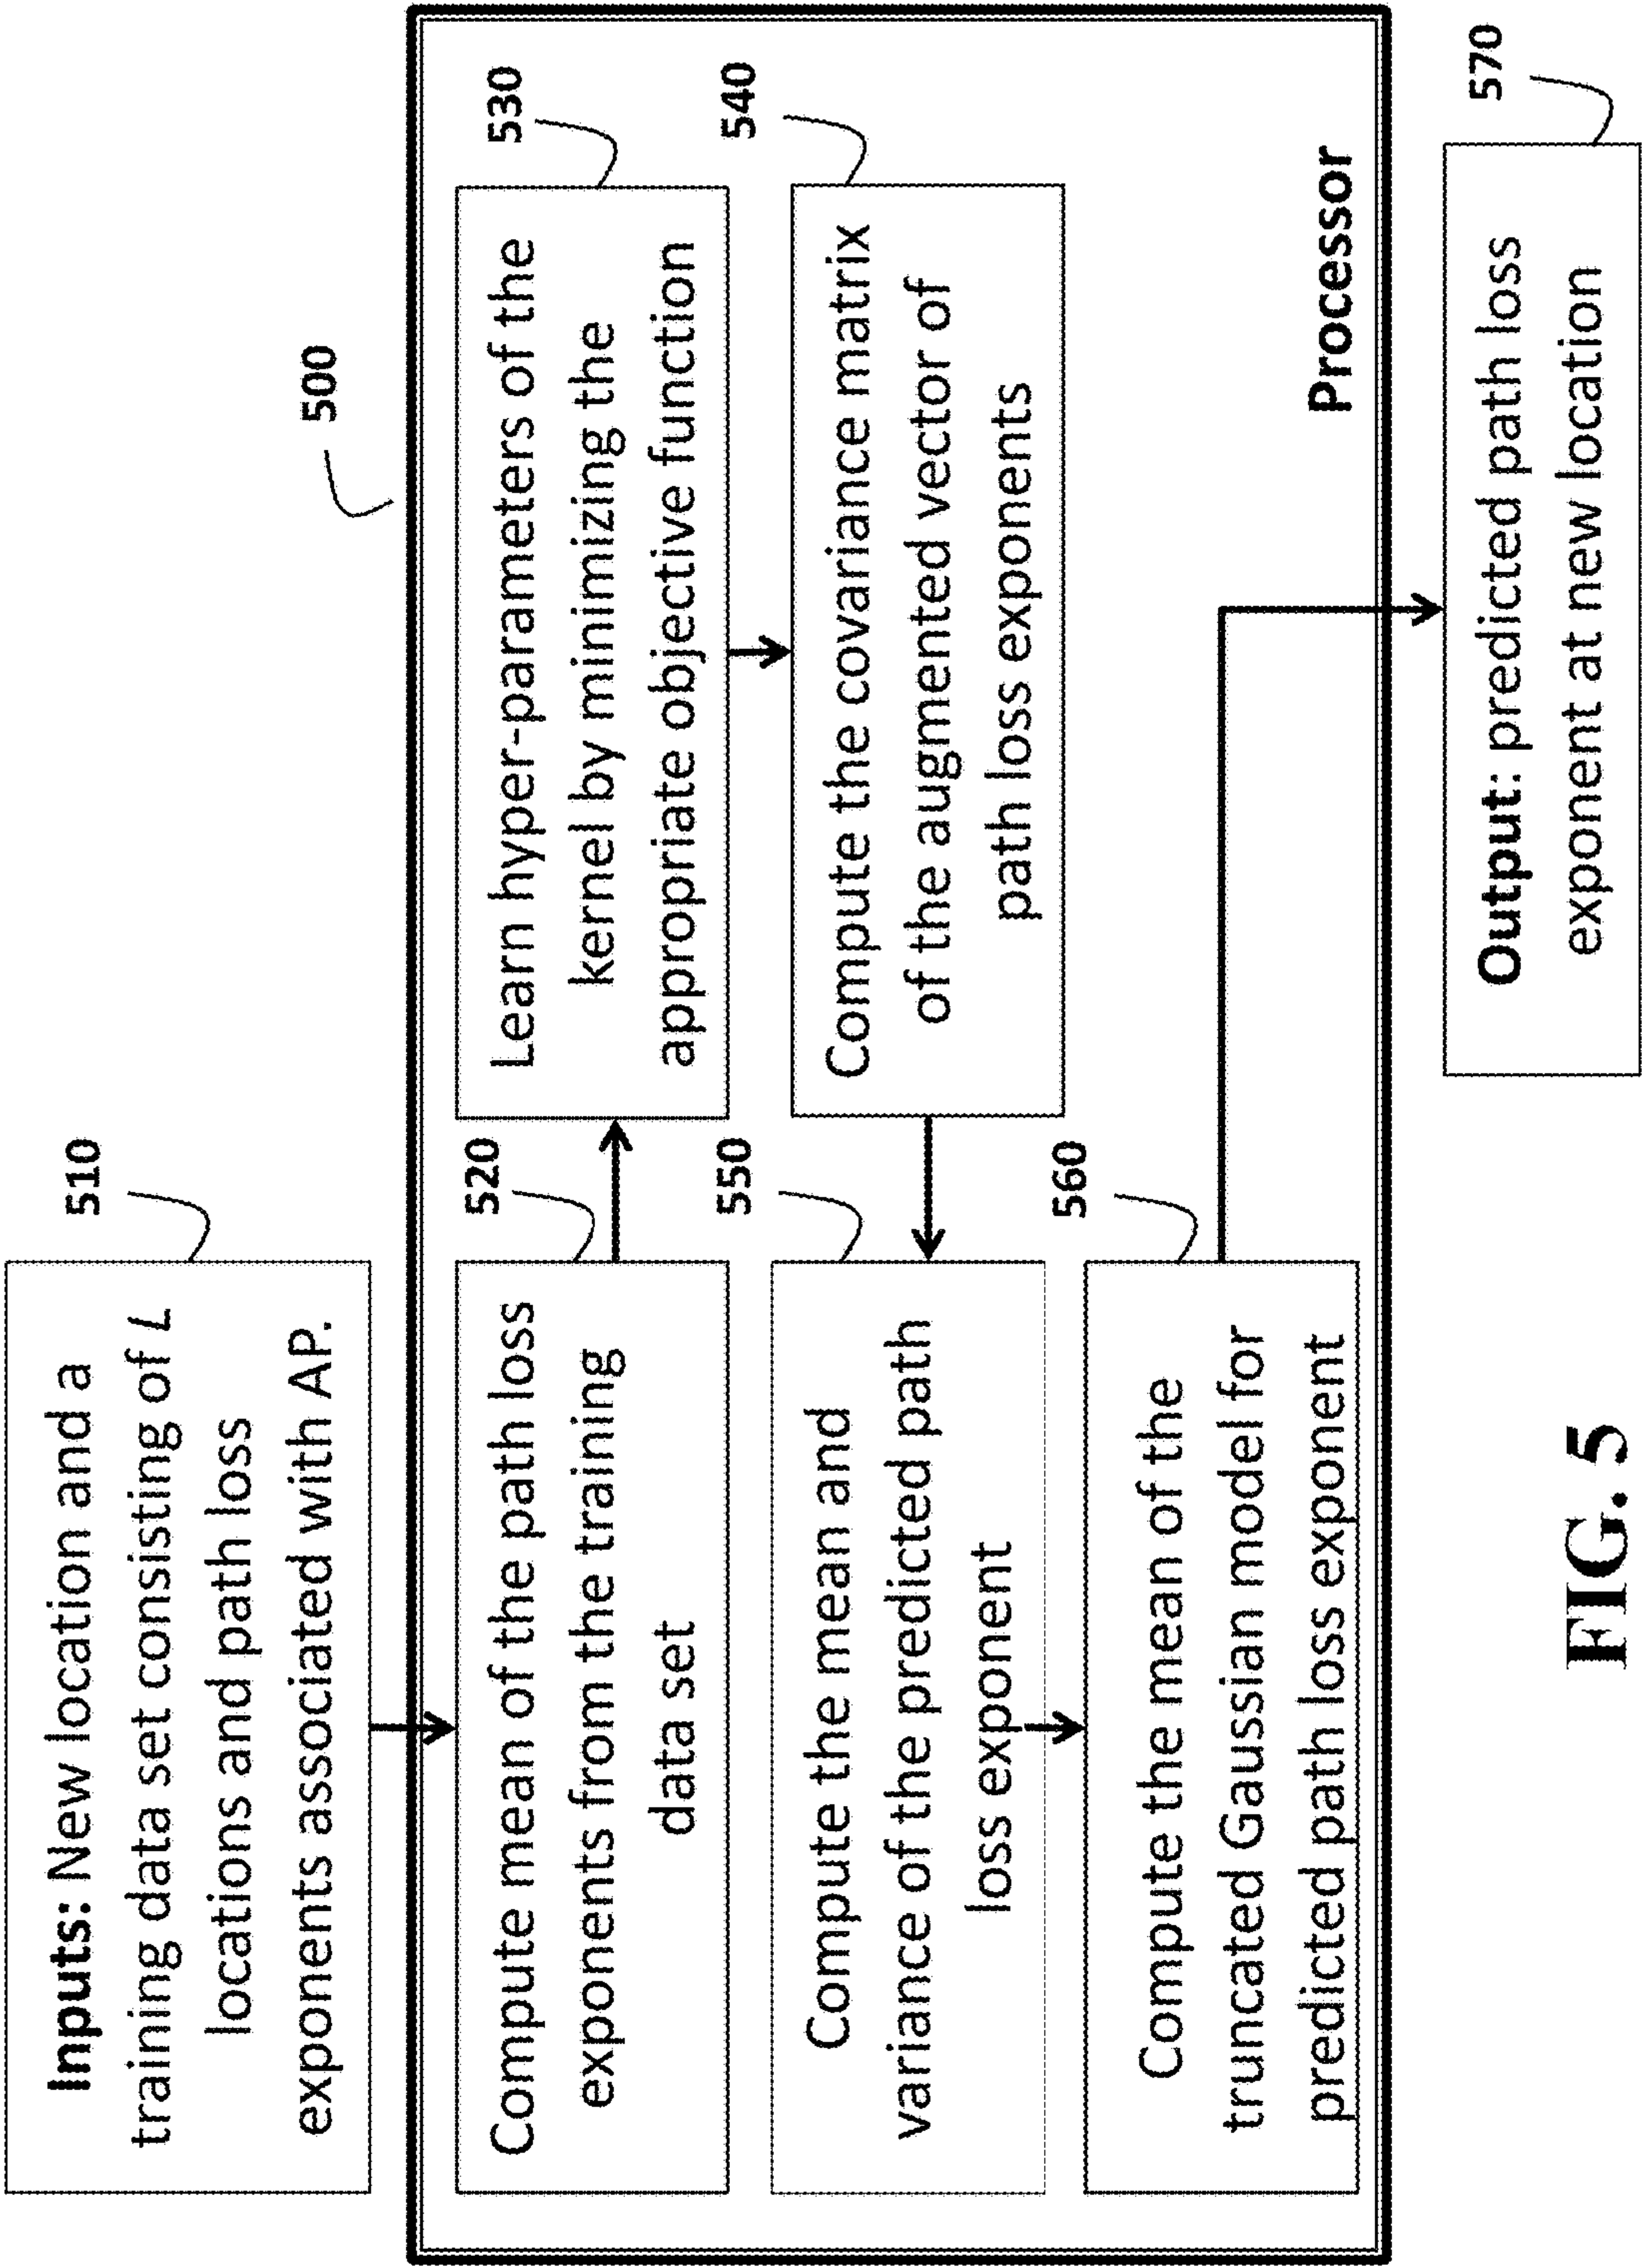 510
Inputs: New location and a
training data set consisting of L
locations and path loss
exponents associated with AP.
500
520
Compute mean of the path loss
exponents from the training
data set
530
Learn hyper-parameters of the
kernel by minimizing the
appropriate objective function
540
Compute the covariance matrix
of the augmented vector of
path loss exponents
550
Compute the mean and
variance of the predicted path
loss exponent
560
Compute the mean of the
truncated Gaussian model for
predicted path loss exponent
Processor
570
Output: predicted path loss
exponent at new location
FIG. 5